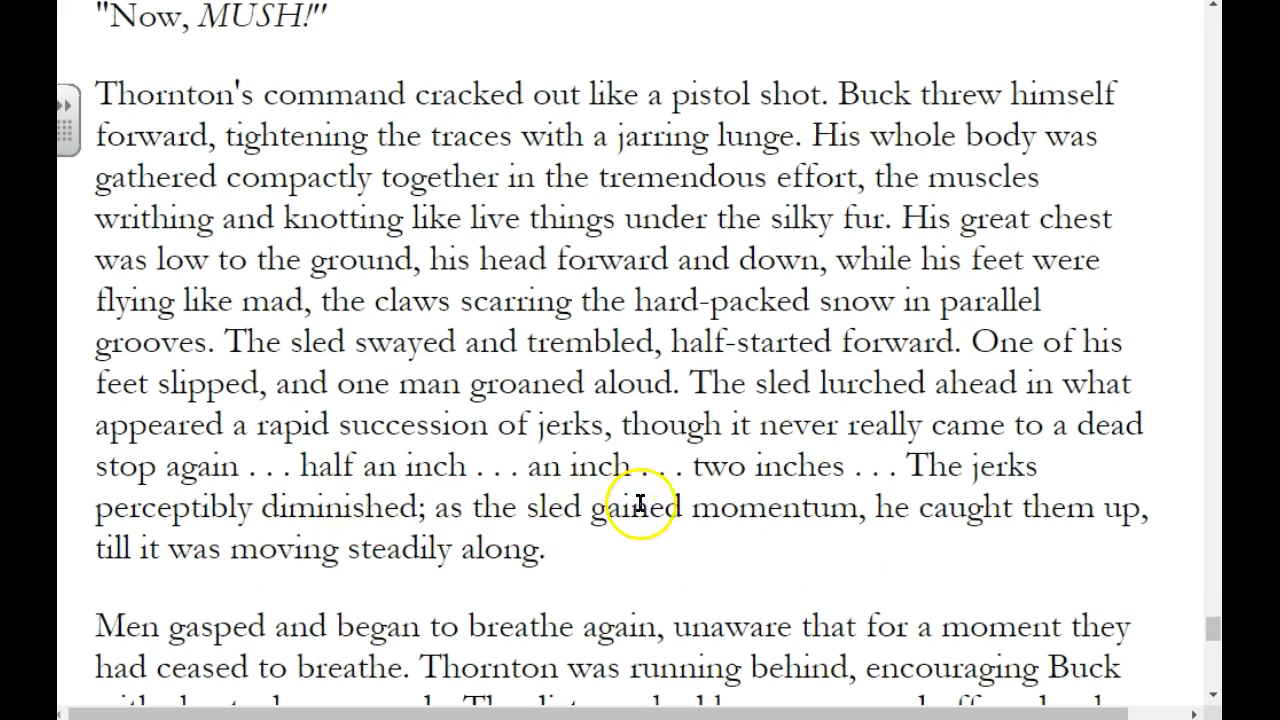 "Now, MUSH!"
Thornton's command cracked out like a pistol shot. Buck threw himself
forward, tightening the traces with a jarring lunge. His whole body was
gathered compactly together in the tremendous effort, the muscles
writhing and knotting like live things under the silky fur. His great chest
was low to the ground, his head forward and down, while his feet were
flying like mad, the claws scarring the hard-packed snow in parallel
grooves. The sled swayed and trembled, half-started forward. One of his
feet slipped, and one man groaned aloud. The sled lurched ahead in what
appeared a rapid succession of jerks, though it never really came to a dead
stop again . . . half an inch . . . an inch . . . two inches . . . The jerks
perceptibly diminished; as the sled gained momentum, he caught them up,
till it was moving steadily along.
Men gasped and began to breathe again, unaware that for a moment they
had ceased to breathe. Thornton was running behind, encouraging Buck